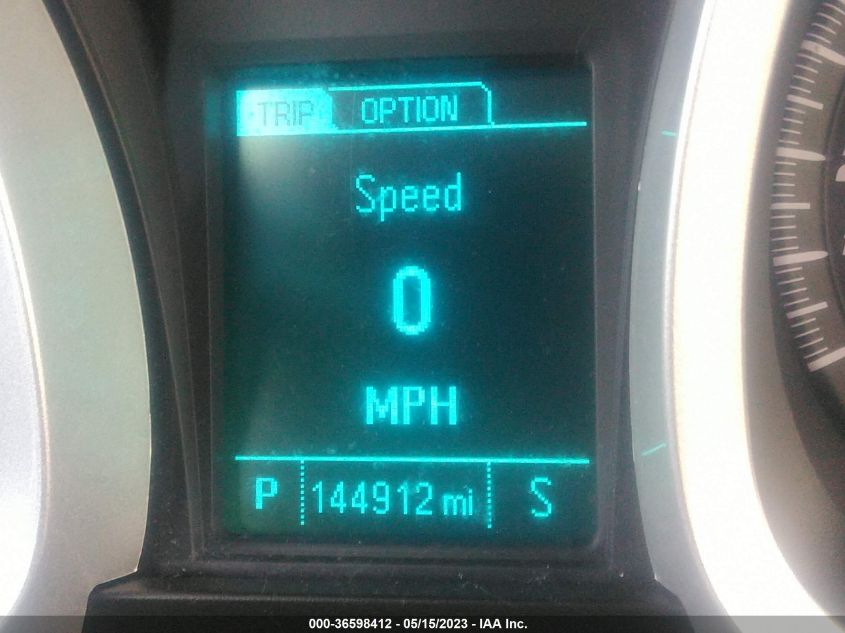 TRIP OPTION
Speed
0
MPH
P 144912 mi S
000-36598412 - 05/15/2023 - IAA Inc.